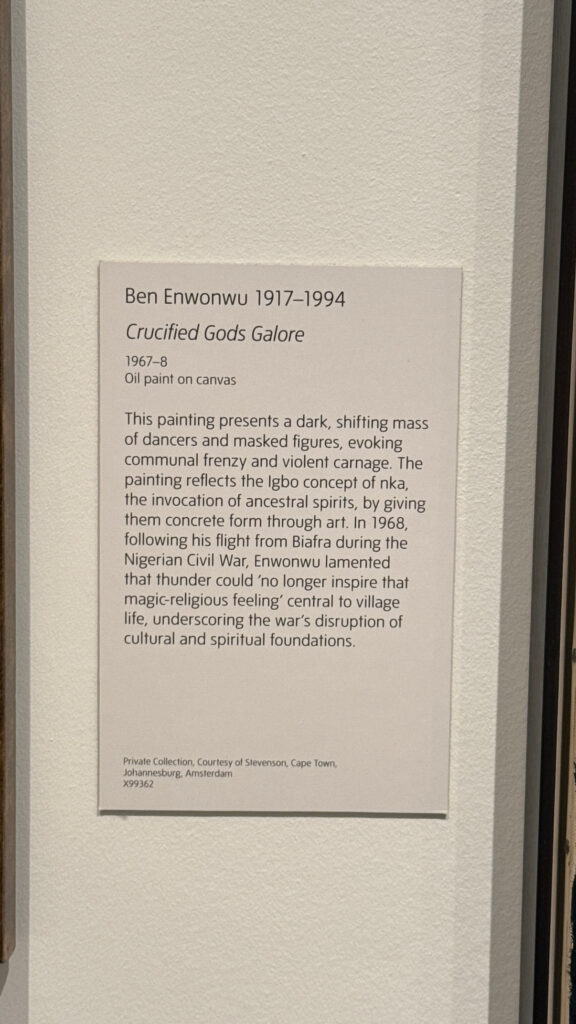 Ben Enwonwu 1917–1994
Crucified Gods Galore
1967–8
Oil paint on canvas
This painting presents a dark, shifting mass
of dancers and masked figures, evoking
communal frenzy and violent carnage. The
painting reflects the Igbo concept of nka,
the invocation of ancestral spirits, by giving
them concrete form through art. In 1968,
following his flight from Biafra during the
Nigerian Civil War, Enwonwu lamented
that thunder could ‘no longer inspire that
magic-religious feeling’ central to village
life, underscoring the war’s disruption of
cultural and spiritual foundations.
Private Collection, Courtesy of Stevenson, Cape Town,
Johannesburg, Amsterdam
X99362